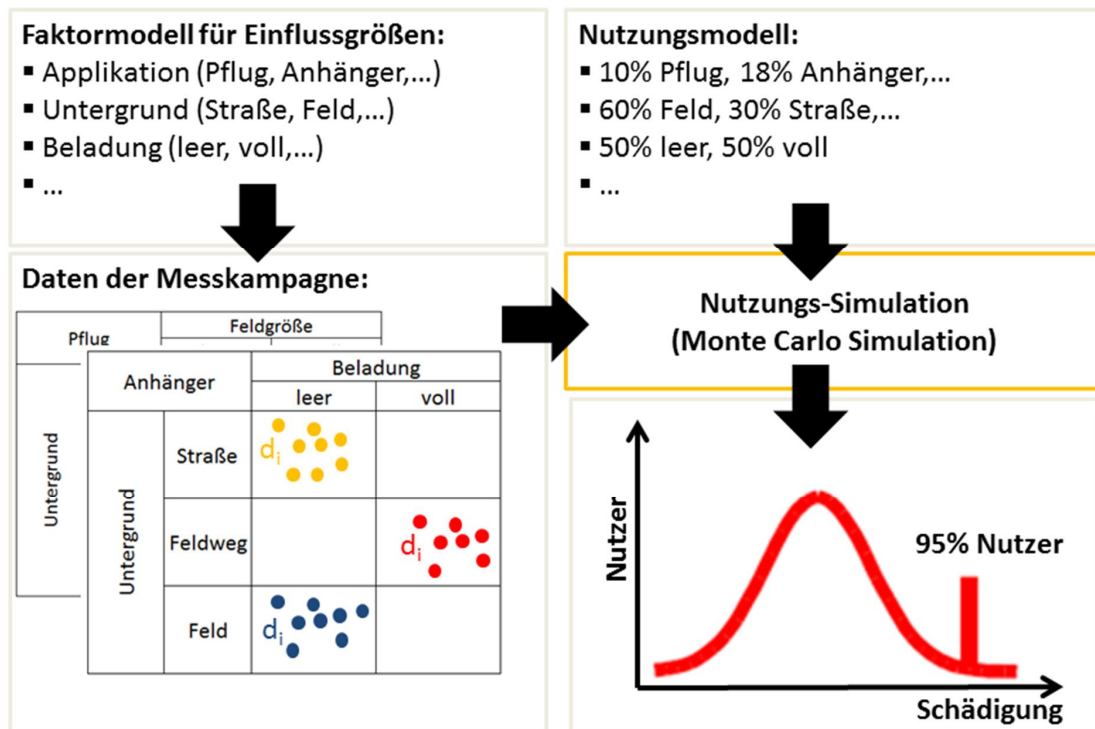 Faktormodell für Einflussgrößen:
▪ Applikation (Pflug, Anhänger,...)
▪ Untergrund (Straße, Feld,...)
▪ Beladung (leer, voll,...)
▪ ...
Nutzungsmodell:
▪ 10% Pflug, 18% Anhänger,...
▪ 60% Feld, 30% Straße,...
▪ 50% leer, 50% voll
▪ ...
Daten der Messkampagne:
Pflug
Feldgröße
Untergrund
Anhänger
Beladung
leer
voll
Untergrund
Straße
di
Feldweg
di
Feld
di
Nutzungs-Simulation
(Monte Carlo Simulation)
Nutzer
95% Nutzer
Schädigung